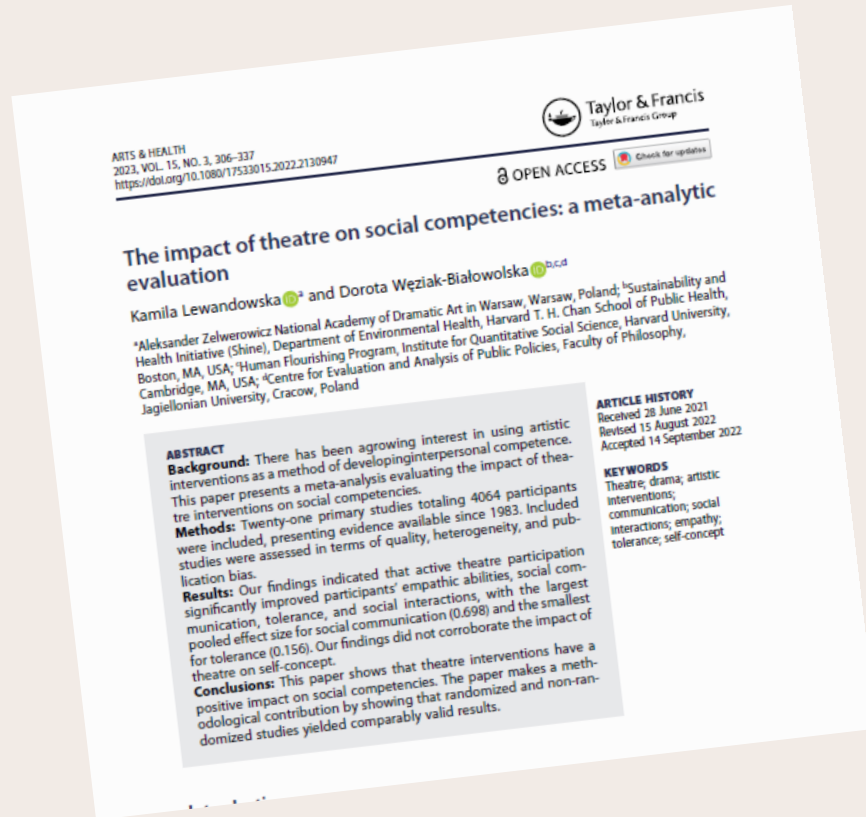 Taylor & Francis
Taylor & Francis Group
ARTS & HEALTH
2023, VOL. 15, NO. 3, 306–337
https://doi.org/10.1080/17533015.2022.2130947
OPEN ACCESS
Check for updates
The impact of theatre on social competencies: a meta-analytic
evaluation
Kamila Lewandowska iD a and Dorota Węziak-Białowolska iD b,c,d
aAleksander Zelwerowicz National Academy of Dramatic Art in Warsaw, Warsaw, Poland; bSustainability and
Health Initiative (Shine), Department of Environmental Health, Harvard T. H. Chan School of Public Health,
Boston, MA, USA; cHuman Flourishing Program, Institute for Quantitative Social Science, Harvard University,
Cambridge, MA, USA; dCentre for Evaluation and Analysis of Public Policies, Faculty of Philosophy,
Jagiellonian University, Cracow, Poland
ABSTRACT
Background: There has been agrowing interest in using artistic
interventions as a method of developinginterpersonal competence.
This paper presents a meta-analysis evaluating the impact of thea-
tre interventions on social competencies.
Methods: Twenty-one primary studies totaling 4064 participants
were included, presenting evidence available since 1983. Included
studies were assessed in terms of quality, heterogeneity, and pub-
lication bias.
Results: Our findings indicated that active theatre participation
significantly improved participants' empathic abilities, social com-
munication, tolerance, and social interactions, with the largest
pooled effect size for social communication (0.698) and the smallest
for tolerance (0.156). Our findings did not corroborate the impact of
theatre on self-concept.
Conclusions: This paper shows that theatre interventions have a
positive impact on social competencies. The paper makes a meth-
odological contribution by showing that randomized and non-ran-
domized studies yielded comparably valid results.
ARTICLE HISTORY
Received 28 June 2021
Revised 15 August 2022
Accepted 14 September 2022
KEYWORDS
Theatre; drama; artistic
interventions;
communication; social
interactions; empathy;
tolerance; self-concept